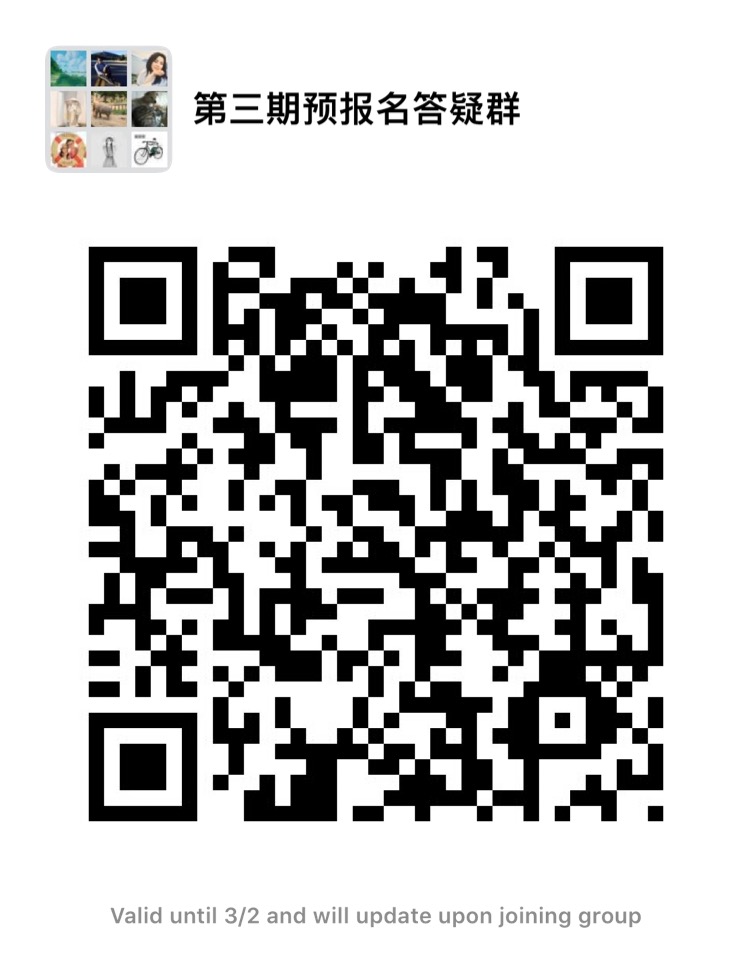 第三期预报名答疑群
Valid until 3/2 and will update upon joining group